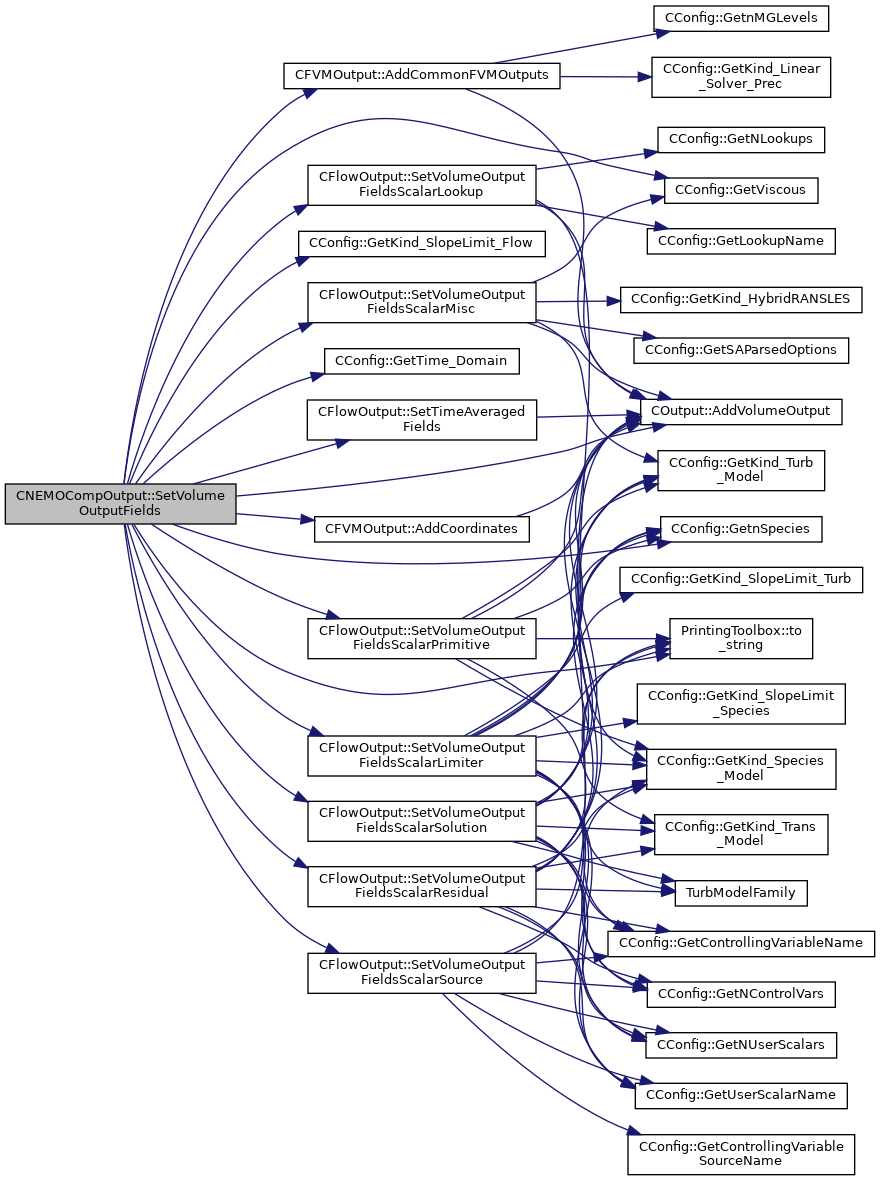 CNEMOCompOutput::SetVolume
OutputFields
CFVMOutput::AddCommonFVMOutputs
CFlowOutput::SetVolumeOutput
FieldsScalarLookup
CConfig::GetKind_SlopeLimit_Flow
CFlowOutput::SetVolumeOutput
FieldsScalarMisc
CConfig::GetTime_Domain
CFlowOutput::SetTimeAveraged
Fields
CFVMOutput::AddCoordinates
CFlowOutput::SetVolumeOutput
FieldsScalarPrimitive
CFlowOutput::SetVolumeOutput
FieldsScalarLimiter
CFlowOutput::SetVolumeOutput
FieldsScalarSolution
CFlowOutput::SetVolumeOutput
FieldsScalarResidual
CFlowOutput::SetVolumeOutput
FieldsScalarSource
CConfig::GetnMGLevels
CConfig::GetKind_Linear
_Solver_Prec
CConfig::GetNLookups
CConfig::GetViscous
CConfig::GetLookupName
CConfig::GetKind_HybridRANSLES
CConfig::GetSAParsedOptions
COutput::AddVolumeOutput
CConfig::GetKind_Turb
_Model
CConfig::GetnSpecies
CConfig::GetKind_SlopeLimit_Turb
PrintingToolbox::to
_string
CConfig::GetKind_SlopeLimit
_Species
CConfig::GetKind_Species
_Model
CConfig::GetKind_Trans
_Model
TurbModelFamily
CConfig::GetControllingVariableName
CConfig::GetNControlVars
CConfig::GetNUserScalars
CConfig::GetUserScalarName
CConfig::GetControllingVariable
SourceName